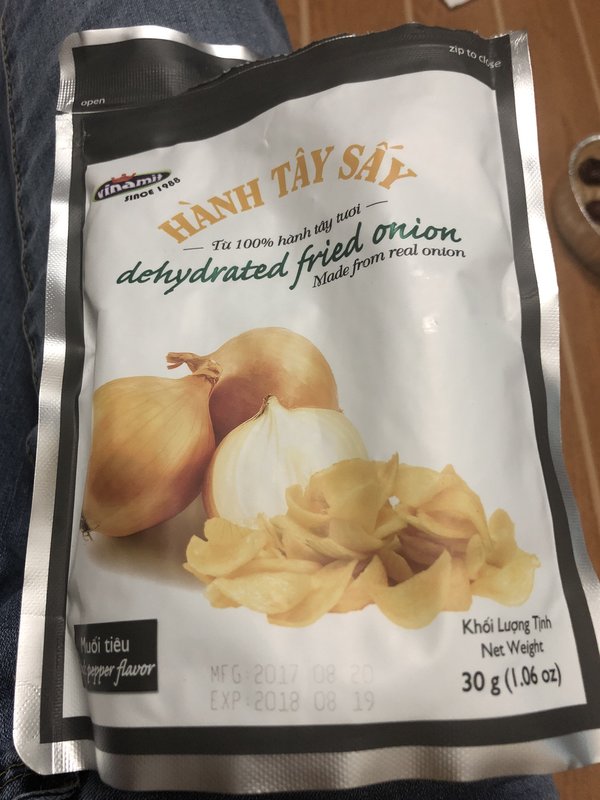 zip to close
open
Vinamit
SINCE 1988
HÀNH TÂY SẤY
Từ 100% hành tây tươi
dehydrated fried onion
Made from real onion
Muối tiêu
pepper flavor
Khối Lượng Tịnh
Net Weight
30 g (1.06 oz)
MFG:2017 08 20
EXP:2018 08 19